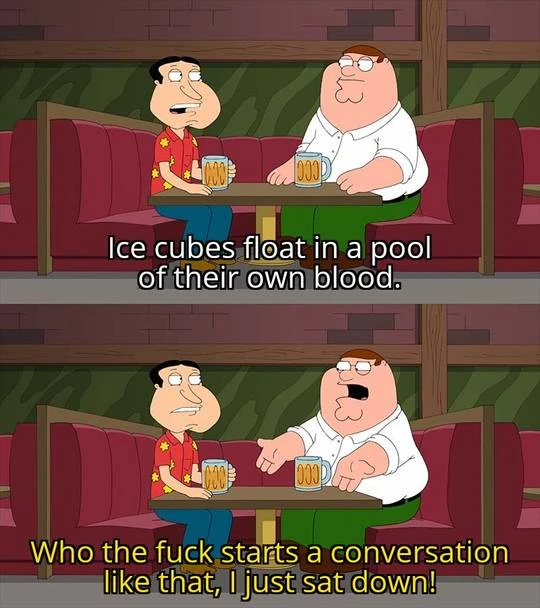 Ice cubes float in a pool
of their own blood.
Who the fuck starts a conversation
like that, I just sat down!